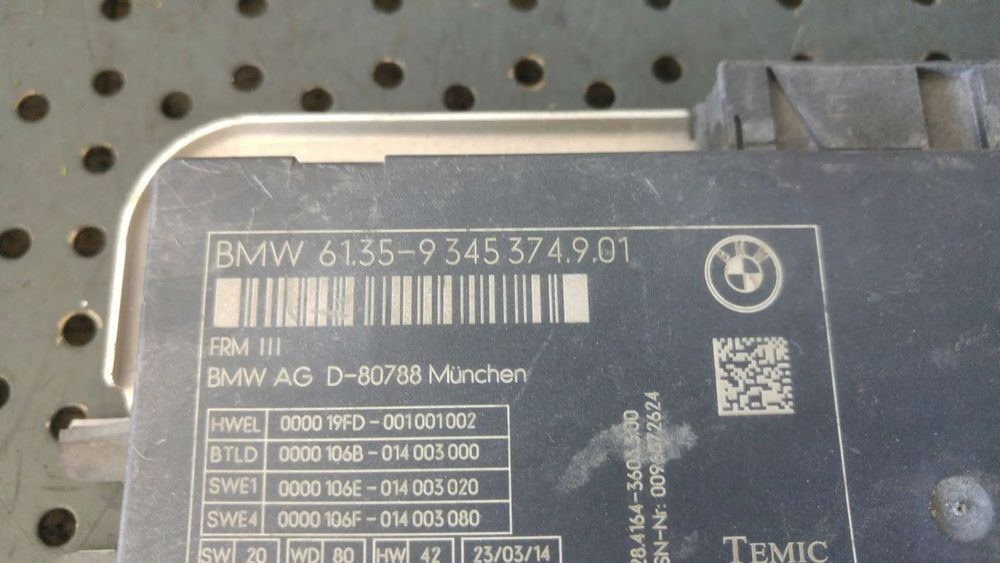 BMW 61.35-9 345 374.9.01
BMW
FRM III
BMW AG D-80788 München
HWEL 0000 19FD-001 001 002
BTLD 0000 106B-014 003 000
SWE1 0000 106E-014 003 020
SWE4 0000 106F-014 003 080
SW 20 WD 80 HW 42 23/03/14
TEMIC